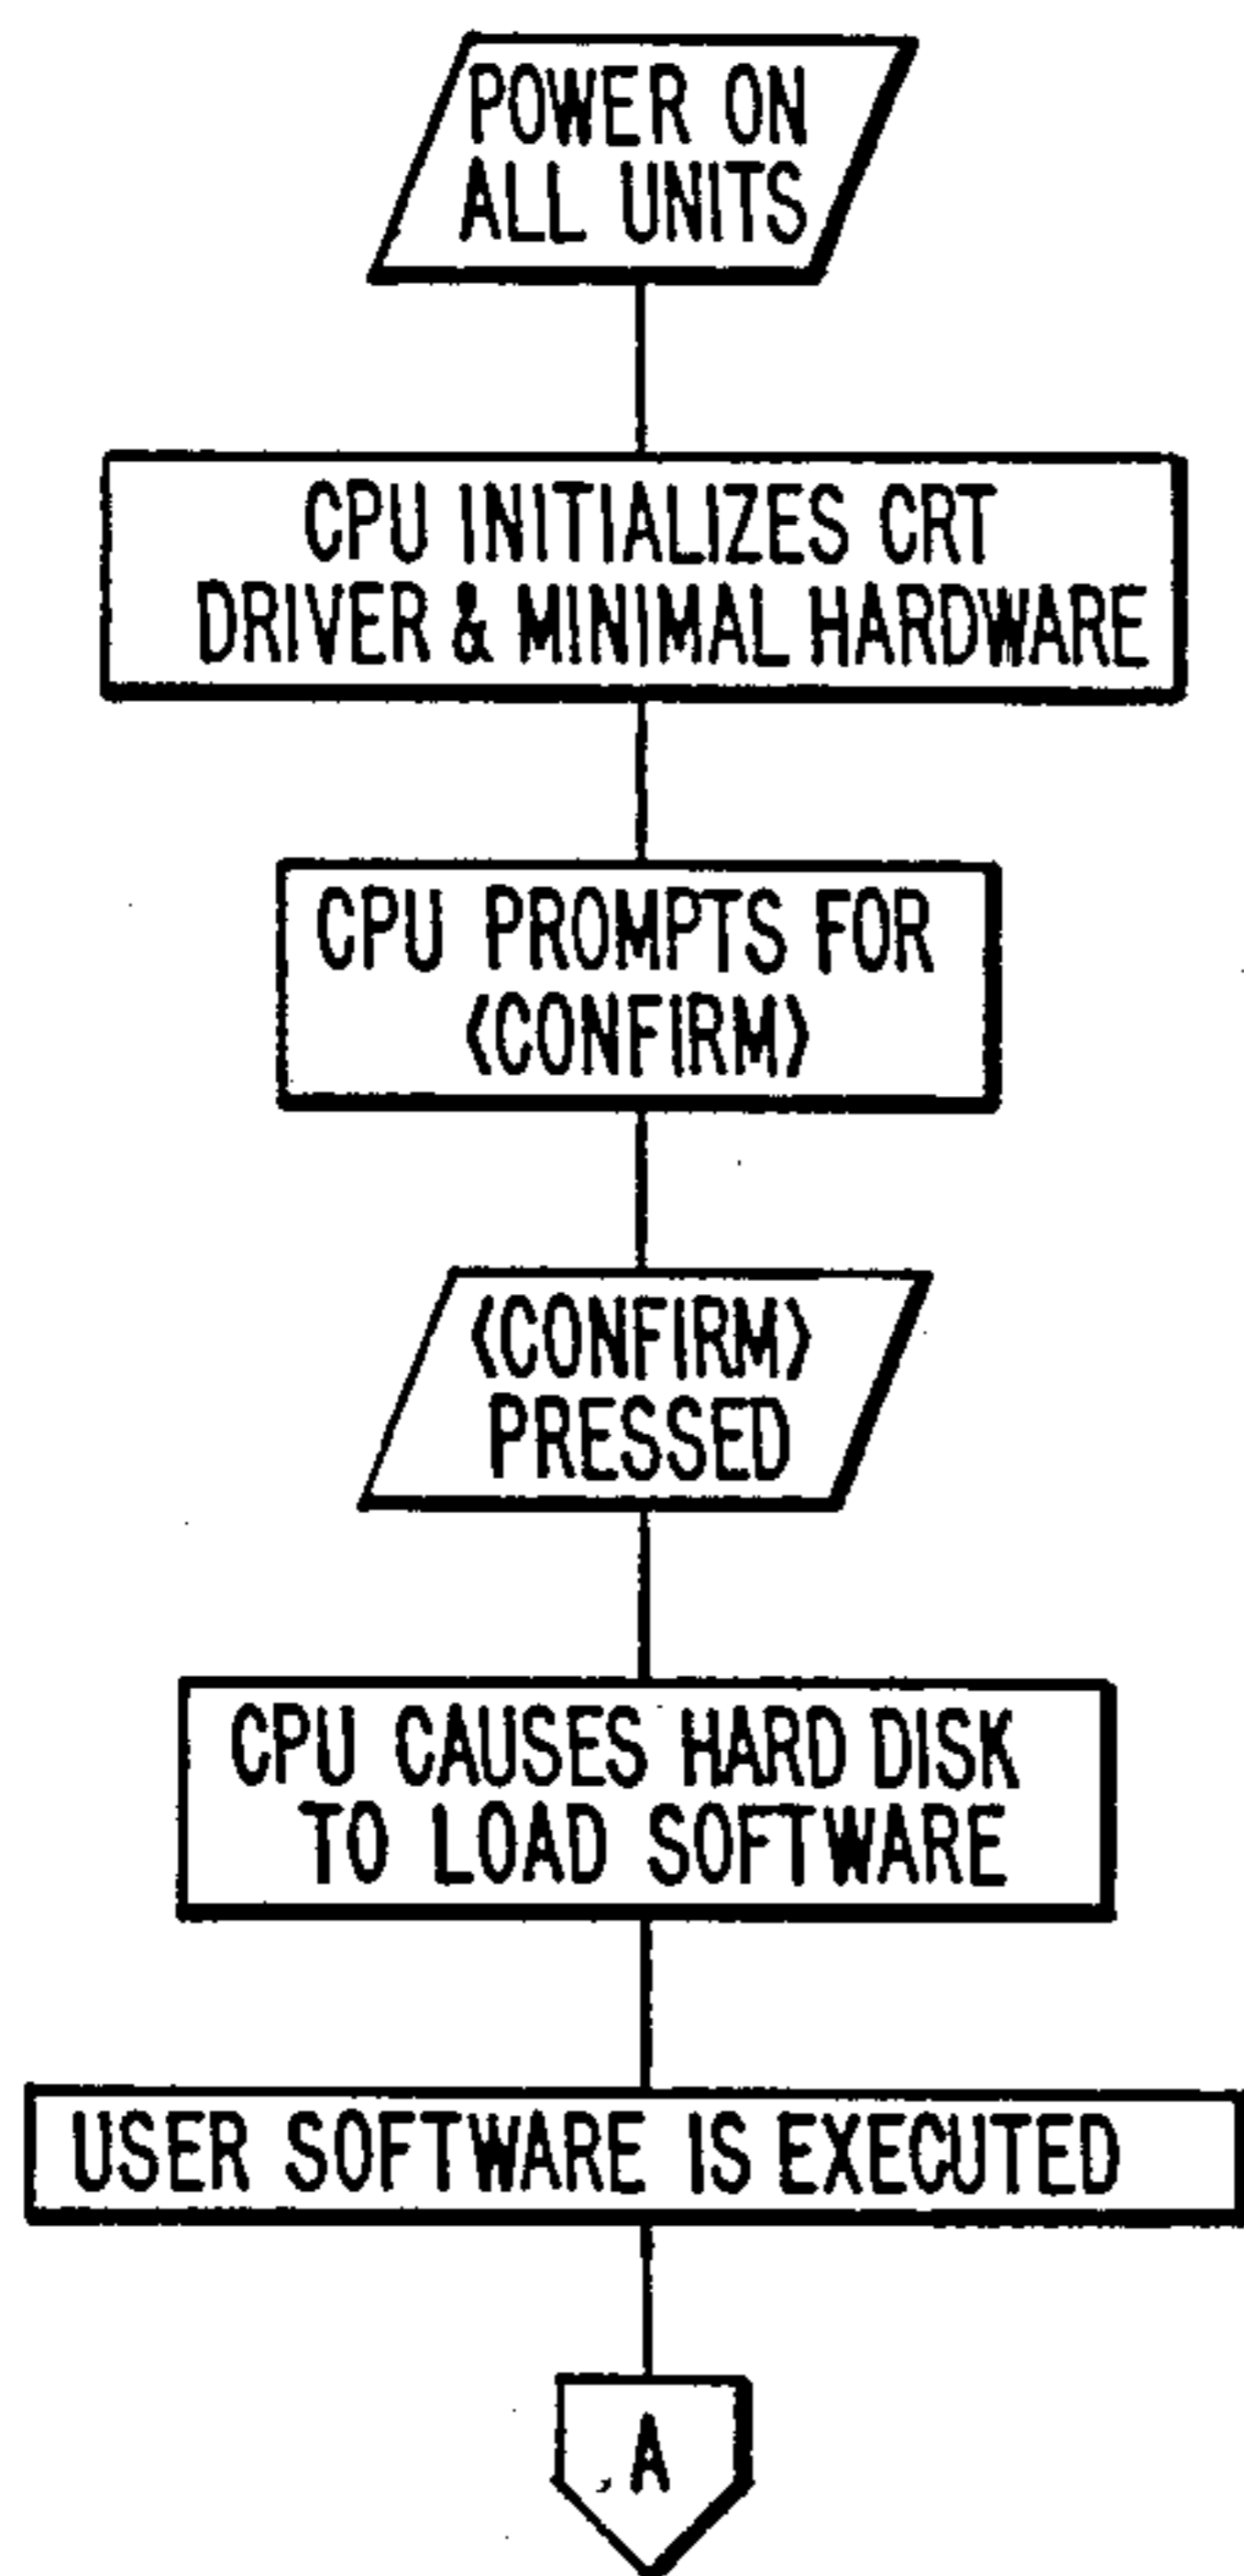 POWER ON
ALL UNITS
CPU INITIALIZES CRT
DRIVER & MINIMAL HARDWARE
CPU PROMPTS FOR
<CONFIRM>
<CONFIRM>
PRESSED
CPU CAUSES HARD DISK
TO LOAD SOFTWARE
USER SOFTWARE IS EXECUTED
A